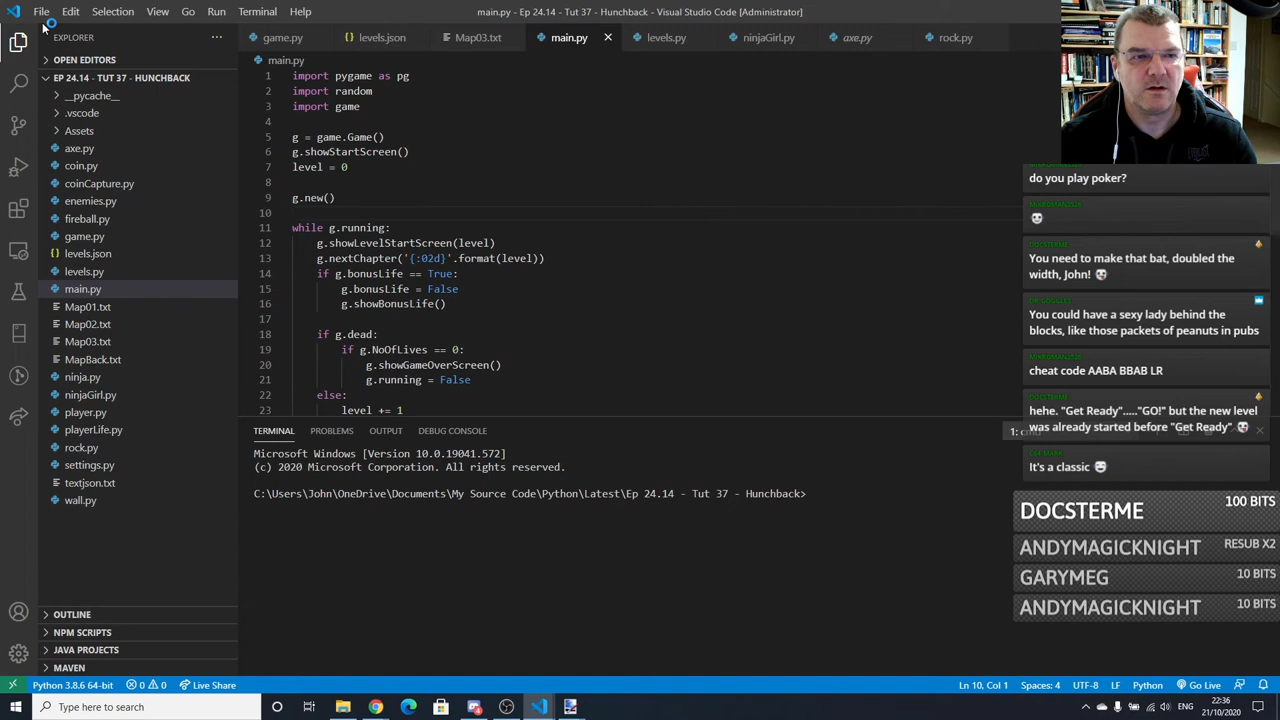 File Edit Selection View Go Run Terminal Help
main.py - Ep 24.14 - Tut 37 - Hunchback - Visual Studio Code [Administrator]
EXPLORER
OPEN EDITORS
EP 24.14 - TUT 37 - HUNCHBACK
__pycache__
.vscode
Assets
axe.py
coin.py
coinCapture.py
enemies.py
fireball.py
game.py
levels.json
levels.py
main.py
Map01.txt
Map02.txt
Map03.txt
MapBack.txt
ninja.py
ninjaGirl.py
player.py
playerLife.py
rock.py
settings.py
textjson.txt
wall.py
OUTLINE
NPM SCRIPTS
JAVA PROJECTS
MAVEN
game.py levels.json Map03.txt main.py levels.py ninjaGirl.py axe.py rock.py
main.py
1 import pygame as pg
2 import random
3 import game
4
5 g = game.Game()
6 g.showStartScreen()
7 level = 0
8
9 g.new()
10
11 while g.running:
12 g.showLevelStartScreen(level)
13 g.nextChapter('{:02d}'.format(level))
14 if g.bonusLife == True:
15 g.bonusLife = False
16 g.showBonusLife()
17
18 if g.dead:
19 if g.NoOfLives == 0:
20 g.showGameOverScreen()
21 g.running = False
22 else:
23 level += 1
TERMINAL PROBLEMS OUTPUT DEBUG CONSOLE
1: cmd
Microsoft Windows [Version 10.0.19041.572]
(c) 2020 Microsoft Corporation. All rights reserved.
C:\Users\John\OneDrive\Documents\My Source Code\Python\Latest\Ep 24.14 - Tut 37 - Hunchback>
do you play poker?
MIKROMAN3526
DOCSTERME
You need to make that bat, doubled the
width, John!
DR_GOGGLES
You could have a sexy lady behind the
blocks, like those packets of peanuts in pubs
MIKROMAN3526
cheat code AABA BBAB LR
DOCSTERME
hehe. "Get Ready"....."GO!" but the new level
was already started before "Get Ready"
It's a classic
DOCSTERME 100 BITS
ANDYMAGICKNIGHT RESUB X2
GARYMEG 10 BITS
ANDYMAGICKNIGHT 10 BITS
Python 3.8.6 64-bit 0 0 Live Share
Ln 10, Col 1 Spaces: 4 UTF-8 LF Python Go Live
Type here to search
22:36
21/10/2020